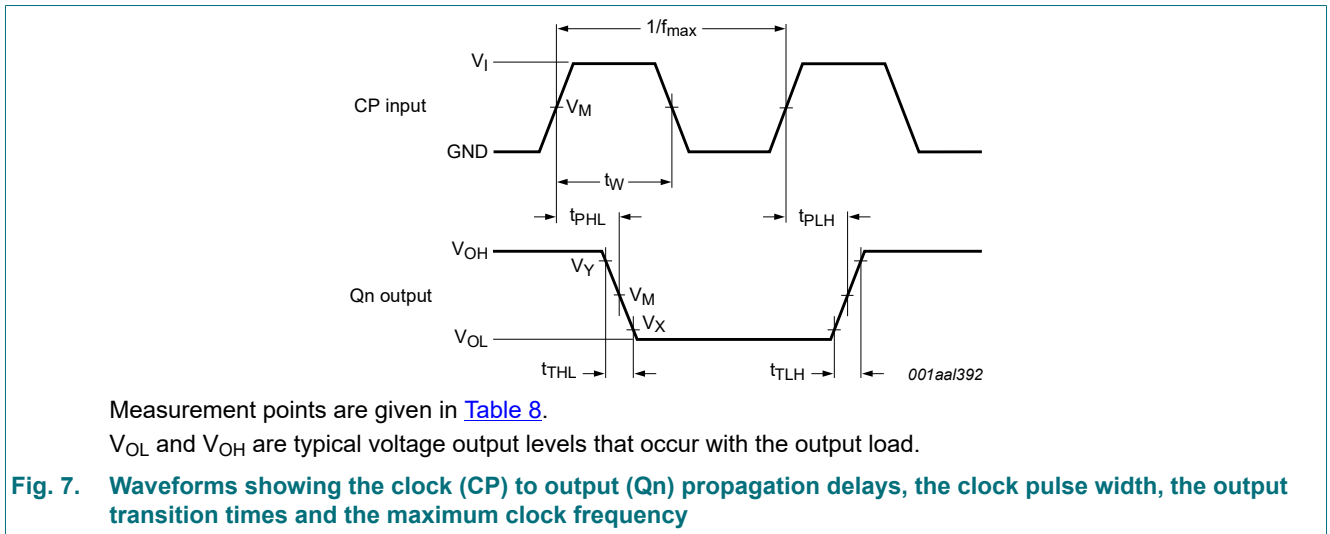 1/fmax
VI
CP input
VM
GND
tW
tPHL
tPLH
VOH
VY
Qn output
VM
VX
VOL
tTHL
tTLH
001aal392
Measurement points are given in Table 8.
VOL and VOH are typical voltage output levels that occur with the output load.
Fig. 7. Waveforms showing the clock (CP) to output (Qn) propagation delays, the clock pulse width, the output
transition times and the maximum clock frequency